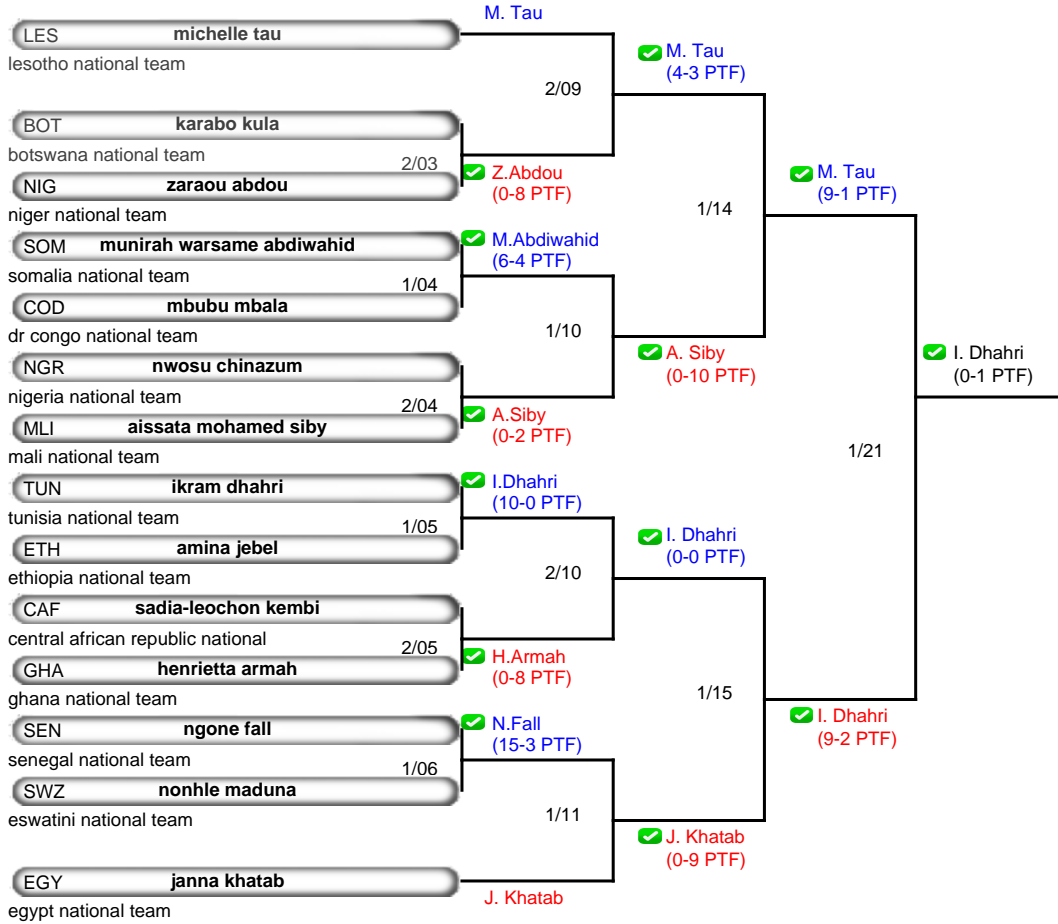 M. Tau
LES michelle tau
lesotho national team
M. Tau
(4-3 PTF)
2/09
BOT karabo kula
botswana national team
2/03
NIG zaraou abdou
niger national team
Z.Abdou
(0-8 PTF)
M. Tau
(9-1 PTF)
1/14
SOM munirah warsame abdiwahid
somalia national team
M.Abdiwahid
(6-4 PTF)
1/04
COD mbubu mbala
dr congo national team
1/10
NGR nwosu chinazum
nigeria national team
A. Siby
(0-10 PTF)
I. Dhahri
(0-1 PTF)
2/04
MLI aissata mohamed siby
mali national team
A.Siby
(0-2 PTF)
1/21
TUN ikram dhahri
tunisia national team
I.Dhahri
(10-0 PTF)
1/05
ETH amina jebel
ethiopia national team
I. Dhahri
(0-0 PTF)
2/10
CAF sadia-leochon kembi
central african republic national
2/05
GHA henrietta armah
ghana national team
H.Armah
(0-8 PTF)
1/15
I. Dhahri
(9-2 PTF)
SEN ngone fall
senegal national team
N.Fall
(15-3 PTF)
1/06
SWZ nonhle maduna
eswatini national team
1/11
J. Khatab
(0-9 PTF)
EGY janna khatab
egypt national team
J. Khatab